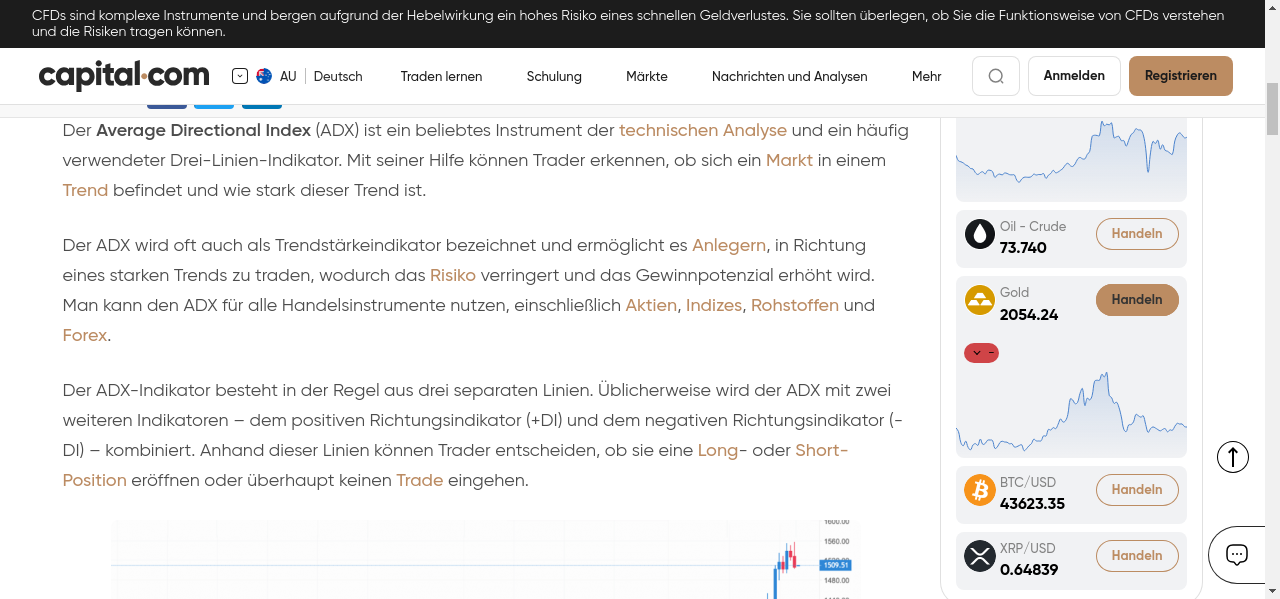 CFDs sind komplexe Instrumente und bergen aufgrund der Hebelwirkung ein hohes Risiko eines schnellen Geldverlustes. Sie sollten überlegen, ob Sie die Funktionsweise von CFDs verstehen
und die Risiken tragen können.
capital.com
AU
Deutsch
Traden lernen
Schulung
Märkte
Nachrichten und Analysen
Mehr
Anmelden
Registrieren
Der Average Directional Index (ADX) ist ein beliebtes Instrument der technischen Analyse und ein häufig
verwendeter Drei-Linien-Indikator. Mit seiner Hilfe können Trader erkennen, ob sich ein Markt in einem
Trend befindet und wie stark dieser Trend ist.
Der ADX wird oft auch als Trendstärkeindikator bezeichnet und ermöglicht es Anlegern, in Richtung
eines starken Trends zu traden, wodurch das Risiko verringert und das Gewinnpotenzial erhöht wird.
Man kann den ADX für alle Handelsinstrumente nutzen, einschließlich Aktien, Indizes, Rohstoffen und
Forex.
Der ADX-Indikator besteht in der Regel aus drei separaten Linien. Üblicherweise wird der ADX mit zwei
weiteren Indikatoren – dem positiven Richtungsindikator (+DI) und dem negativen Richtungsindikator (-
DI) – kombiniert. Anhand dieser Linien können Trader entscheiden, ob sie eine Long- oder Short-
Position eröffnen oder überhaupt keinen Trade eingehen.
1600.00
1560.00
1509.51
1480.00
Oil - Crude
73.740
Handeln
Gold
2054.24
Handeln
-
BTC/USD
43623.35
Handeln
XRP/USD
0.64839
Handeln